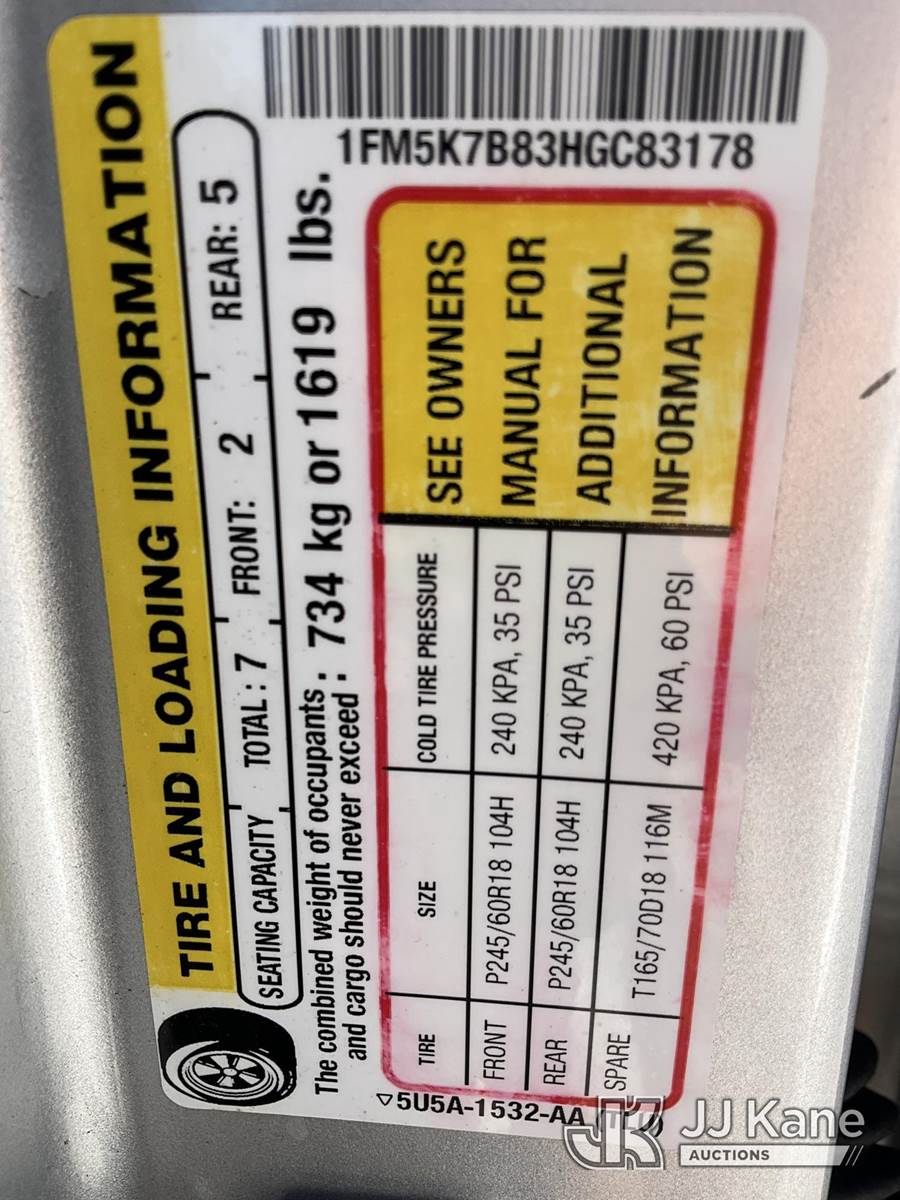 TIRE AND LOADING INFORMATION
SEATING CAPACITY TOTAL : 7 FRONT: 2 REAR: 5
The combined weight of occupants
and cargo should never exceed : 734 kg or 1619 lbs.
1FM5K7B83HGC83178
TIRE SIZE COLD TIRE PRESSURE
FRONT P245/60R18 104H 240 KPA, 35 PSI
REAR P245/60R18 104H 240 KPA, 35 PSI
SPARE T165/70D18 116M 420 KPA, 60 PSI
SEE OWNERS
MANUAL FOR
ADDITIONAL
INFORMATION
5U5A-1532-AA
JJ Kane
AUCTIONS